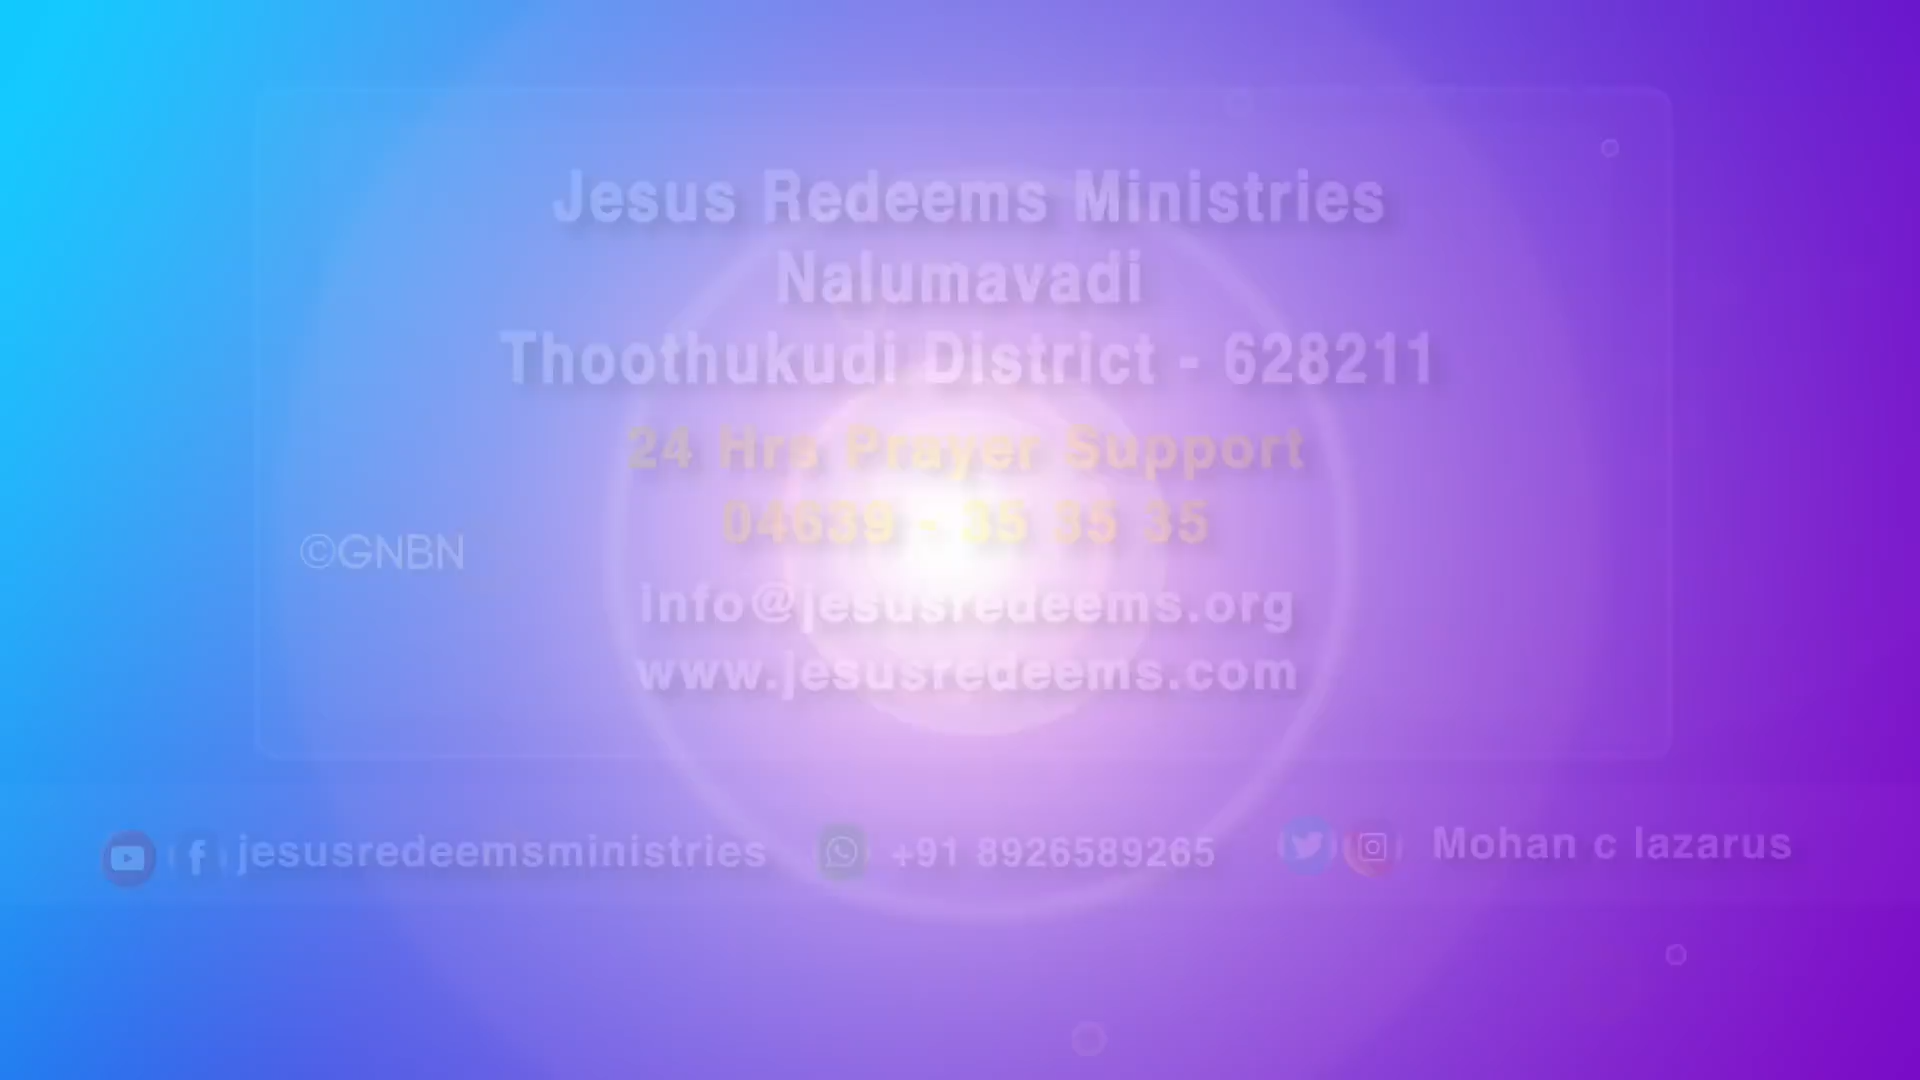 Jesus Redeems Ministries
Nalumavadi
Thoothukudi District - 628211
24 Hrs Prayer Support
04639 - 35 35 35
©GNBN
info@jesusredeems.org
www.jesusredeems.com
jesusredeemsministries +91 8926589265 Mohan c lazarus